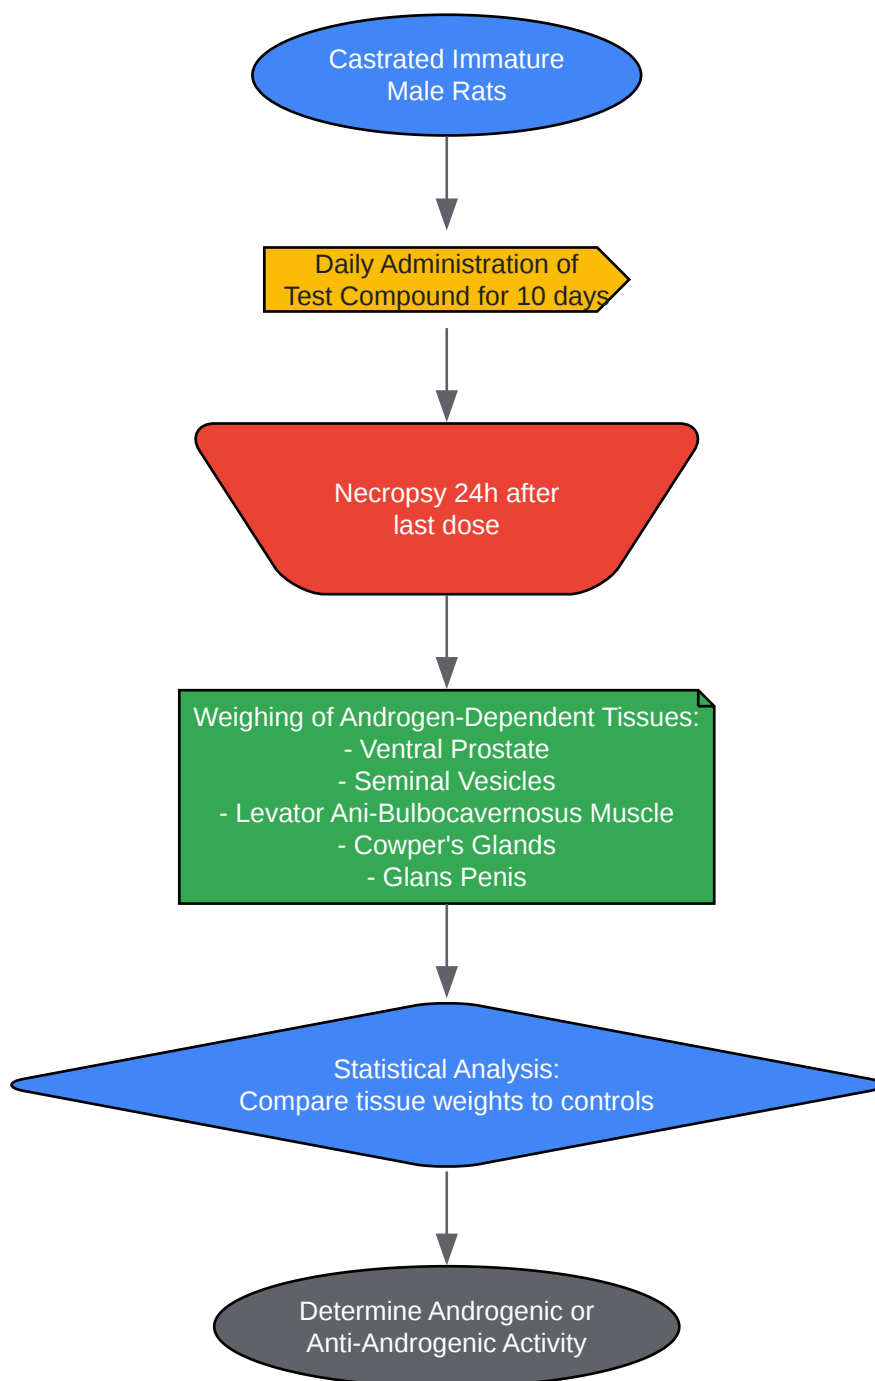 Castrated Immature
Male Rats
Daily Administration of
Test Compound for 10 days
Necropsy 24h after
last dose
Weighing of Androgen-Dependent Tissues:
- Ventral Prostate
- Seminal Vesicles
- Levator Ani-Bulbocavernosus Muscle
- Cowper's Glands
- Glans Penis
Statistical Analysis:
Compare tissue weights to controls
Determine Androgenic or
Anti-Androgenic Activity